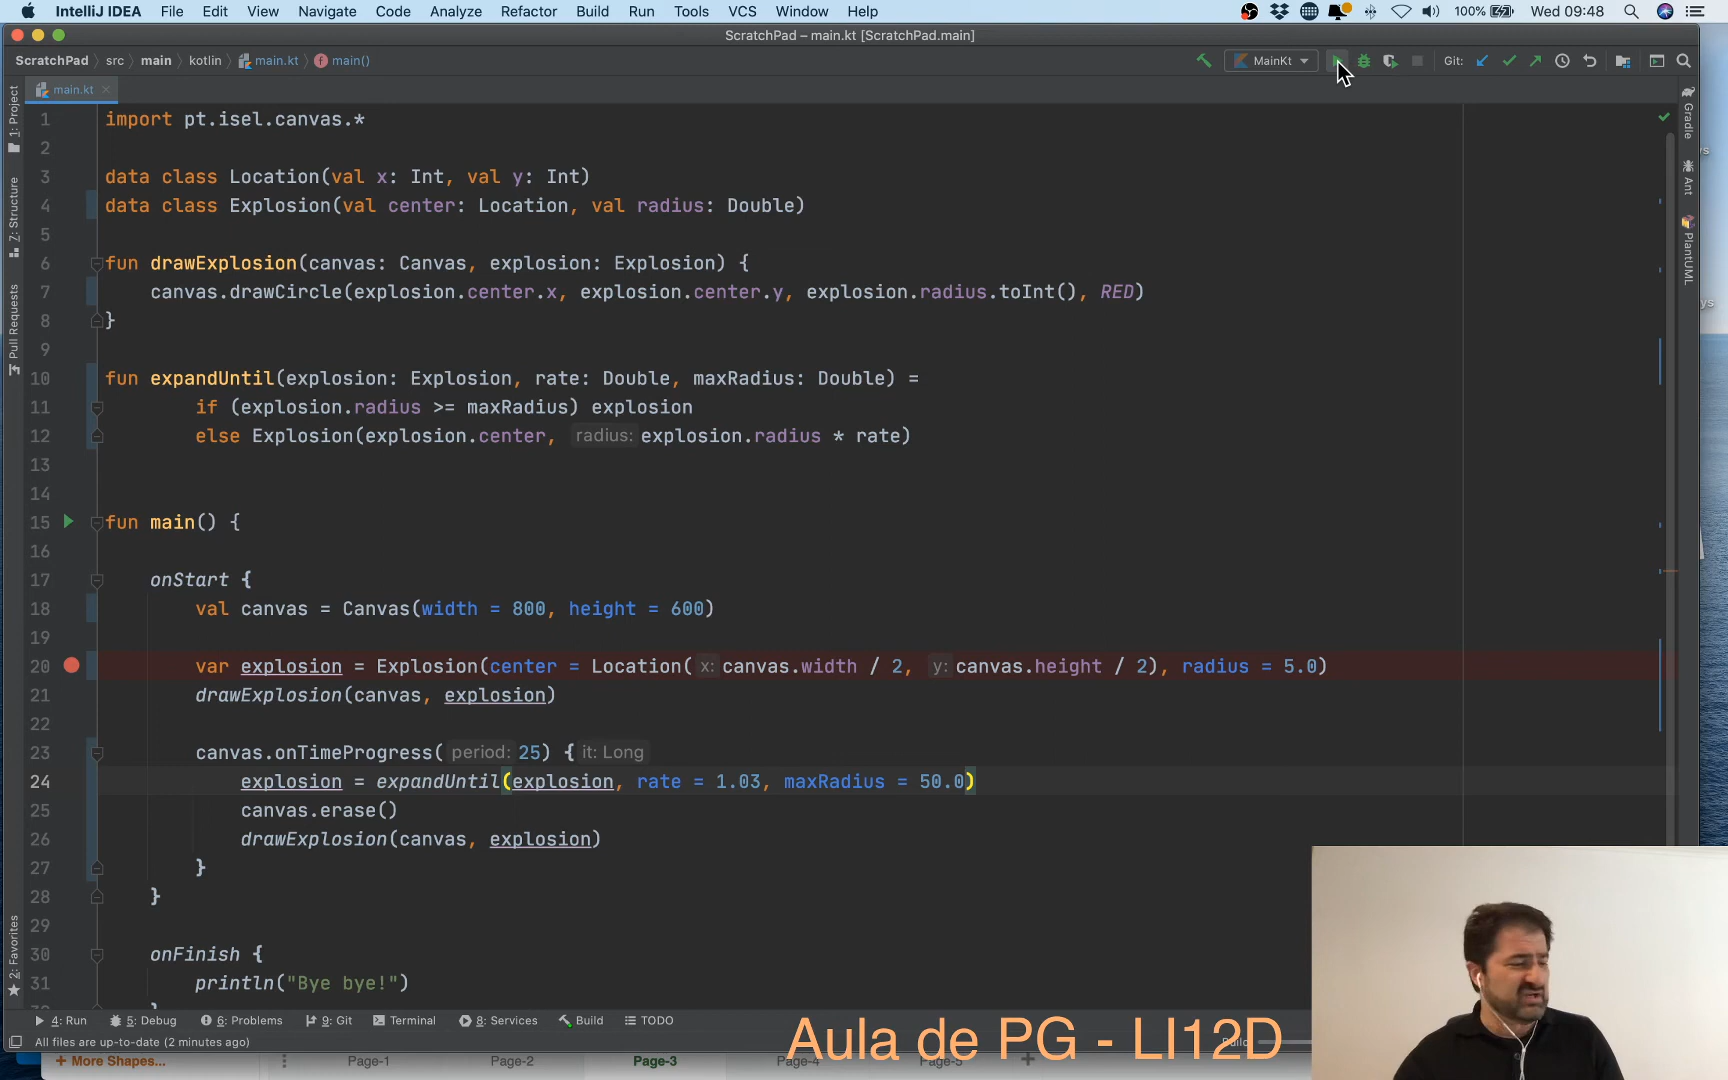 IntelliJ IDEA File Edit View Navigate Code Analyze Refactor Build Run Tools VCS Window Help 100% Wed 09:48
ScratchPad – main.kt [ScratchPad.main]
ScratchPad src main kotlin main.kt main() MainKt Git:
main.kt
1: Project
7: Structure
Pull Requests
2: Favorites
Gradle
Ant
PlantUML
1 import pt.isel.canvas.*
2
3 data class Location(val x: Int, val y: Int)
4 data class Explosion(val center: Location, val radius: Double)
5
6 fun drawExplosion(canvas: Canvas, explosion: Explosion) {
7 canvas.drawCircle(explosion.center.x, explosion.center.y, explosion.radius.toInt(), RED)
8 }
9
10 fun expandUntil(explosion: Explosion, rate: Double, maxRadius: Double) =
11 if (explosion.radius >= maxRadius) explosion
12 else Explosion(explosion.center, radius: explosion.radius * rate)
13
14
15 fun main() {
16
17 onStart {
18 val canvas = Canvas(width = 800, height = 600)
19
20 var explosion = Explosion(center = Location( x: canvas.width / 2, y: canvas.height / 2), radius = 5.0)
21 drawExplosion(canvas, explosion)
22
23 canvas.onTimeProgress( period: 25) { it: Long
24 explosion = expandUntil(explosion, rate = 1.03, maxRadius = 50.0)
25 canvas.erase()
26 drawExplosion(canvas, explosion)
27 }
28 }
29
30 onFinish {
31 println("Bye bye!")
4: Run 5: Debug 6: Problems 9: Git Terminal 8: Services Build TODO
All files are up-to-date (2 minutes ago)
Aula de PG - LI12D
Build
More Shapes... Page-1 Page-2 Page-3 Page-4 Page-5